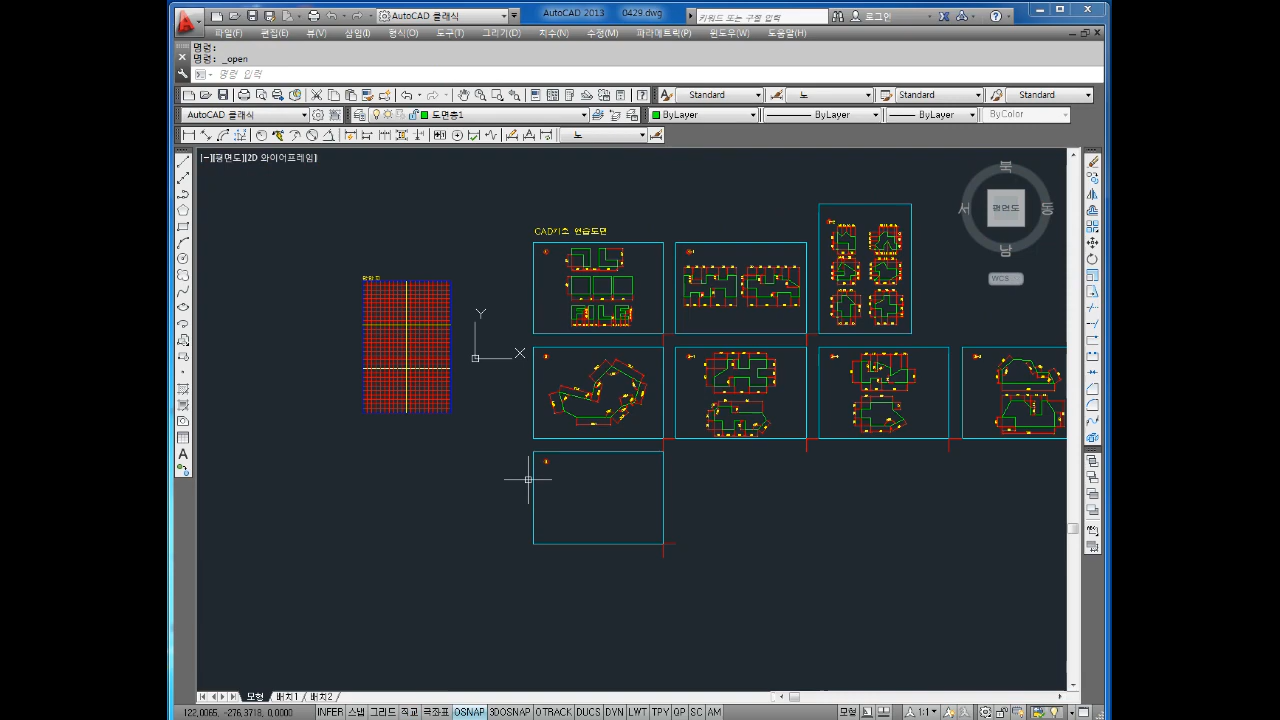 AutoCAD 클래식
AutoCAD 2013 0429.dwg
키워드 또는 구를 입력
로그인
파일(F) 편집(E) 뷰(V) 삽입(I) 형식(O) 도구(T) 그리기(D) 치수(N) 수정(M) 파라메트릭(P) 윈도우(W) 도움말(H)
명령:
명령: _open
명령 입력
Standard Standard Standard
AutoCAD 클래식 도면층1 ByLayer ByLayer ByLayer ByColor
[−][평면도][2D 와이어프레임]
북
서 평면도 동
남
WCS
CAD기초 연습도면
Y
X
모형 배치1 배치2
122.0065, -276.3718, 0.0000 INFER 스냅 그리드 직교 극좌표 OSNAP 3DOSNAP OTRACK DUCS DYN LWT TPY QP SC AM 모형 1:1